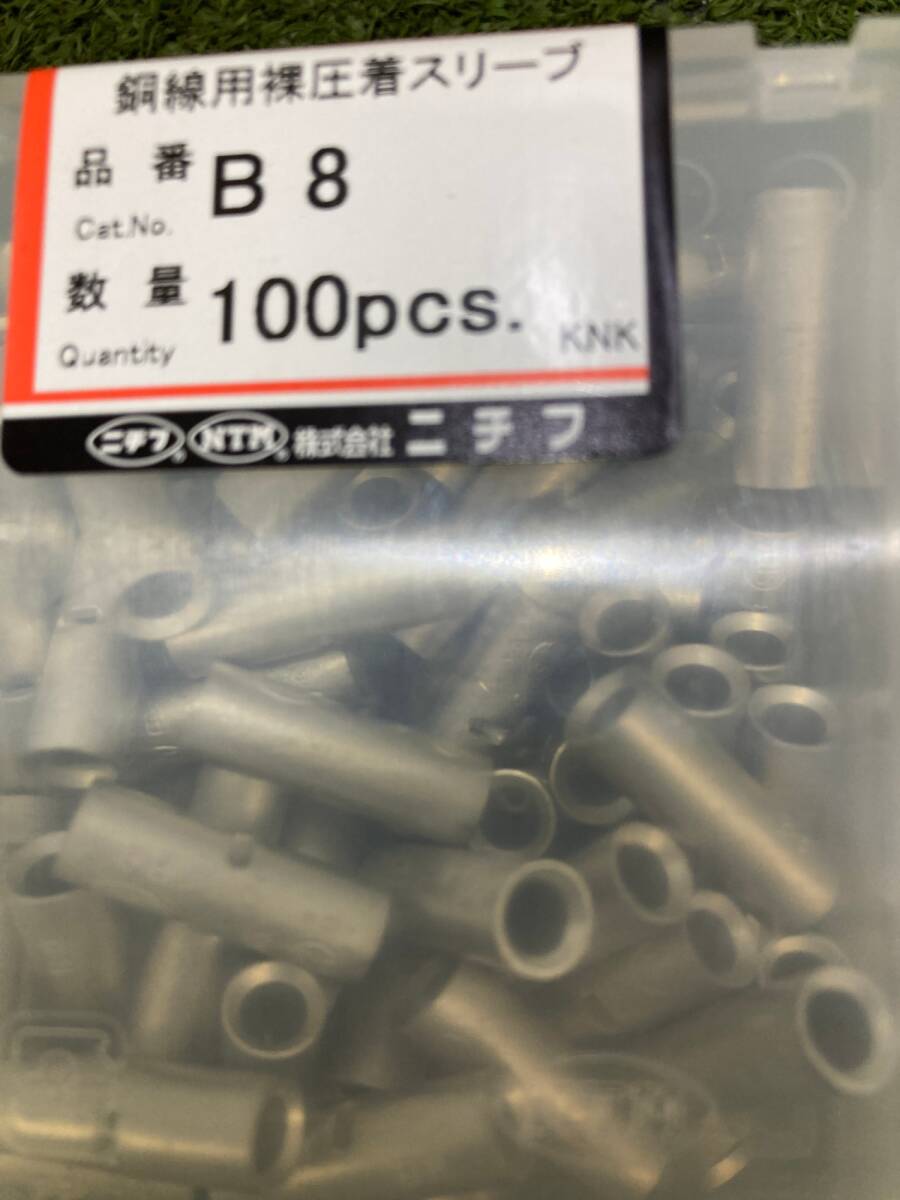 銅線用裸圧着スリーブ
品番 B 8
Cat.No.
数量 100pcs.
Quantity
KNK
ニチフ NTM 株式会社 ニチフ